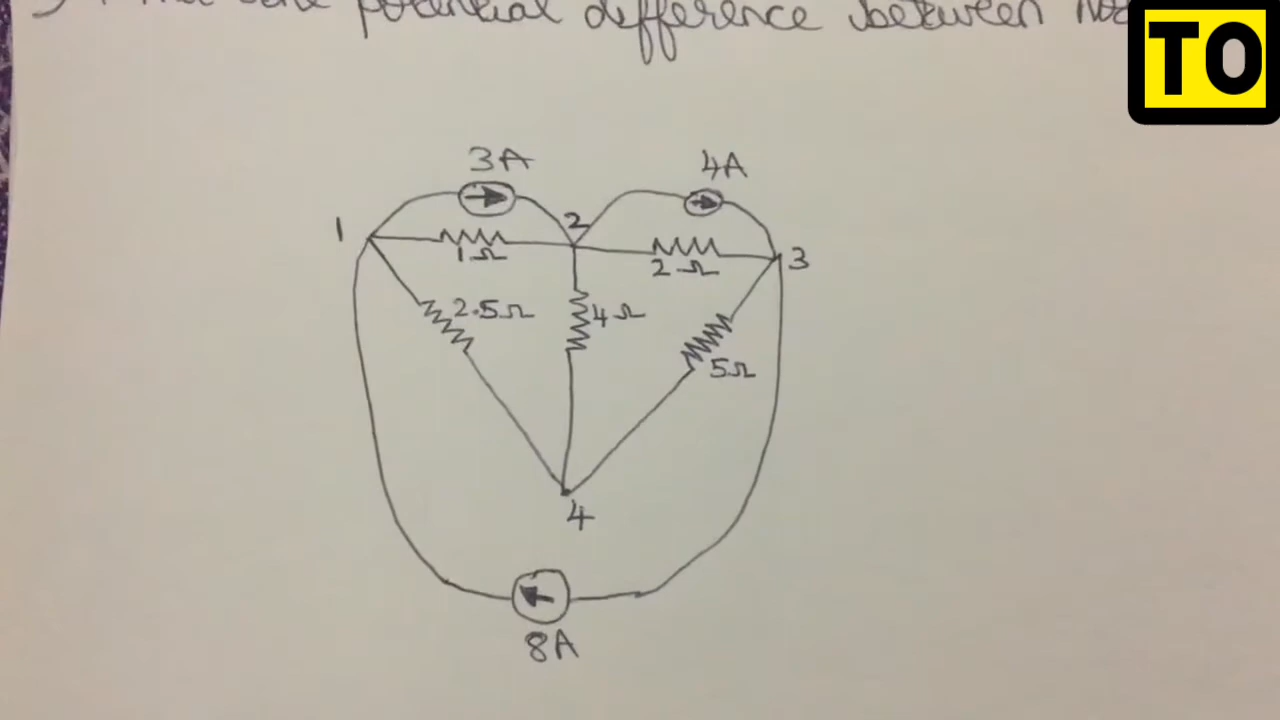 potential difference between
TO
3A
4A
1
2
1Ω
2Ω
3
2.5Ω
4Ω
5Ω
4
8A